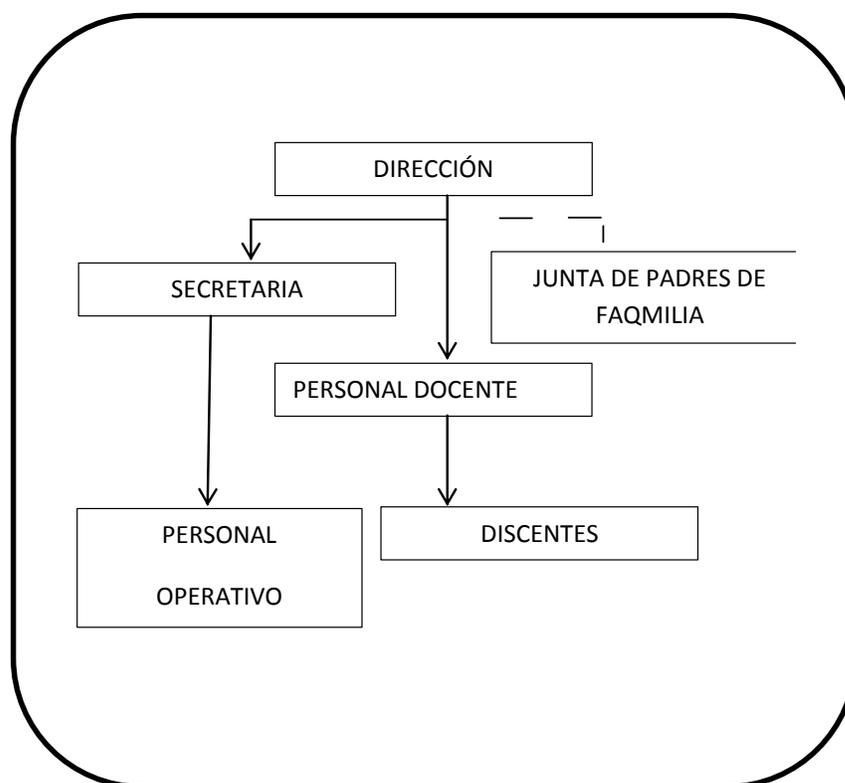 DIRECCIÓN
SECRETARIA
JUNTA DE PADRES DE
FAQMILIA
PERSONAL DOCENTE
PERSONAL
OPERATIVO
DISCENTES